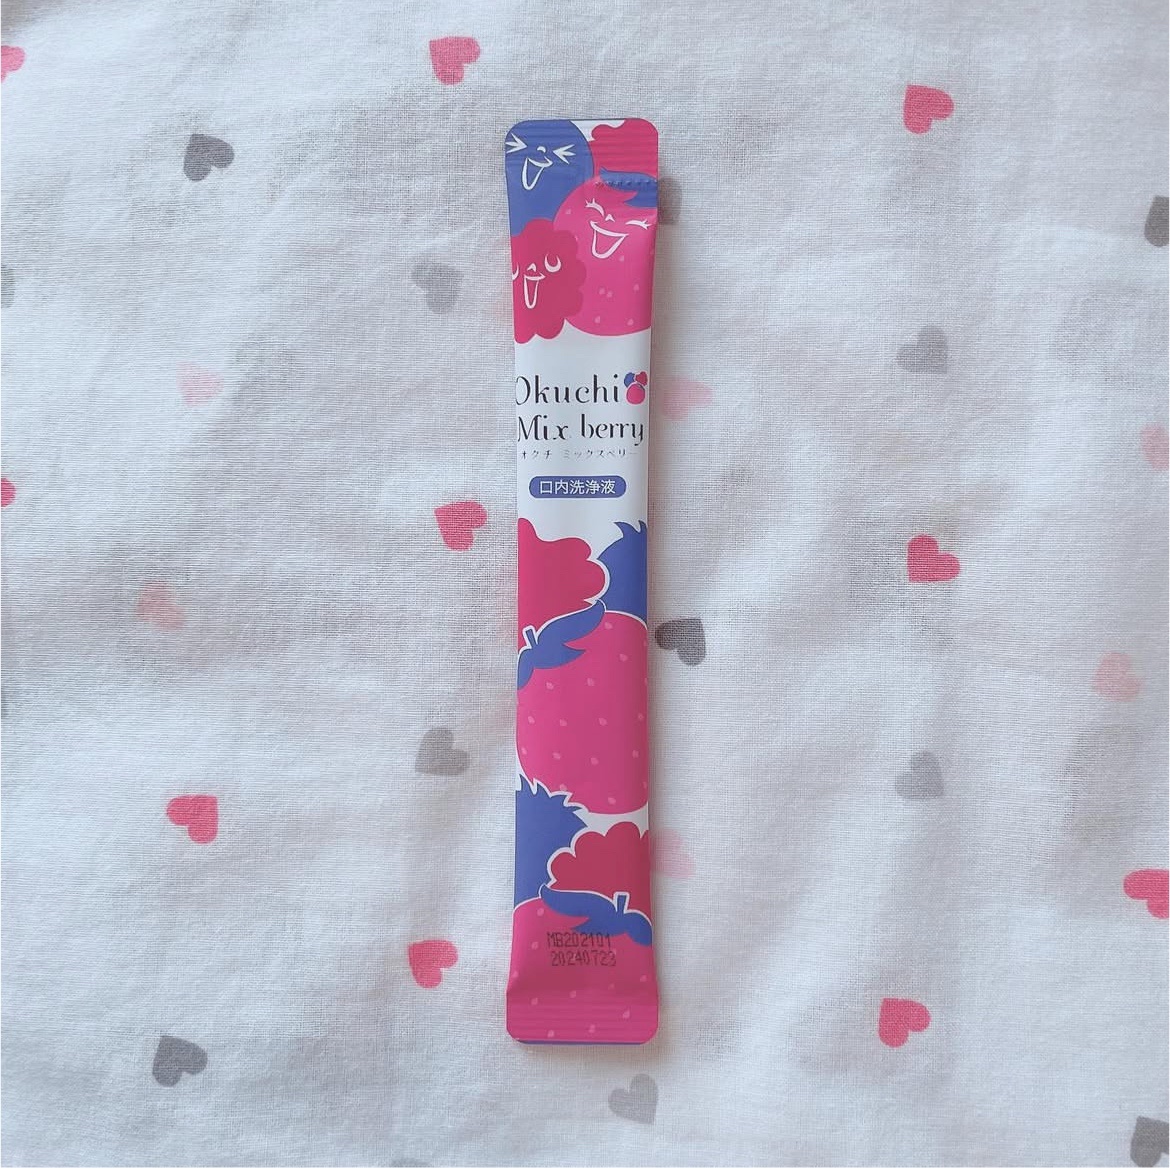 Okuchi
Mix berry
オクチ ミックスベリー
口内洗浄液
MB202101
20240723